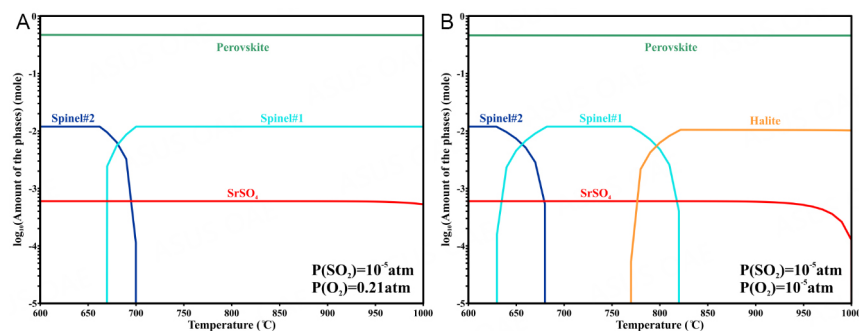 A
0
-1
-2
-3
-4
-5
log₁₀(Amount of the phases) (mole)
Perovskite
Spinel#2
Spinel#1
SrSO₄
P(SO₂)=10⁻⁵atm
P(O₂)=0.21atm
600 650 700 750 800 850 900 950 1000
Temperature (℃)
B
0
-1
-2
-3
-4
-5
log₁₀(Amount of the phases) (mole)
Perovskite
Spinel#2
Spinel#1
Halite
SrSO₄
P(SO₂)=10⁻⁵atm
P(O₂)=10⁻⁵atm
600 650 700 750 800 850 900 950 1000
Temperature (℃)